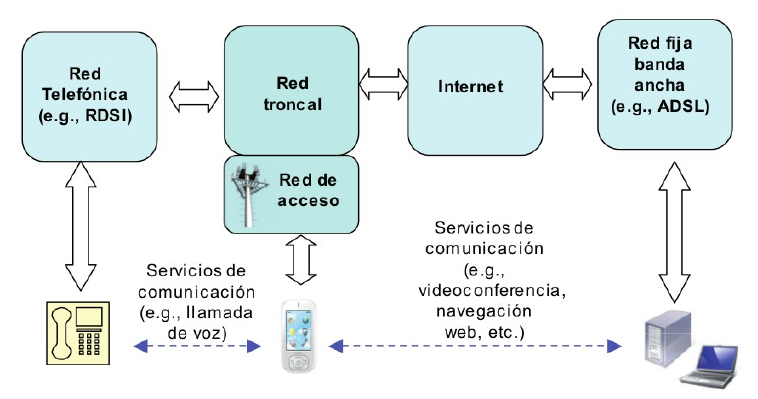 Red
Telefónica
(e.g., RDSI)
Red
troncal
Internet
Red fija
banda
ancha
(e.g., ADSL)
Red de
acceso
Servicios de
comunicación
(e.g., llamada
de voz)
Servicios de
comunicación
(e.g.,
videoconferencia,
navegación
web, etc.)